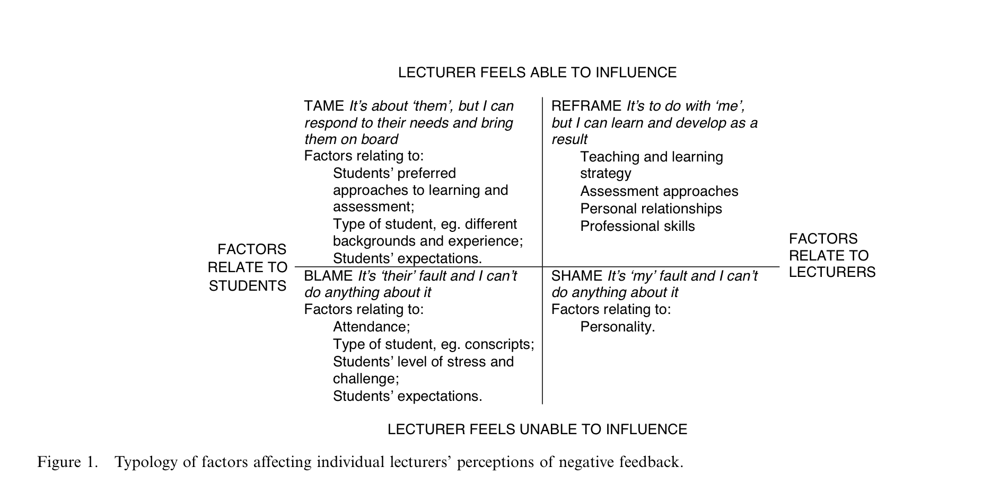 LECTURER FEELS ABLE TO INFLUENCE
TAME It’s about ‘them’, but I can
respond to their needs and bring
them on board
Factors relating to:
Students’ preferred
approaches to learning and
assessment;
Type of student, eg. different
backgrounds and experience;
Students’ expectations.
REFRAME It’s to do with ‘me’,
but I can learn and develop as a
result
Teaching and learning
strategy
Assessment approaches
Personal relationships
Professional skills
FACTORS
RELATE TO
STUDENTS
FACTORS
RELATE TO
LECTURERS
BLAME It’s ‘their’ fault and I can’t
do anything about it
Factors relating to:
Attendance;
Type of student, eg. conscripts;
Students’ level of stress and
challenge;
Students’ expectations.
SHAME It’s ‘my’ fault and I can’t
do anything about it
Factors relating to:
Personality.
LECTURER FEELS UNABLE TO INFLUENCE
Figure 1. Typology of factors affecting individual lecturers’ perceptions of negative feedback.